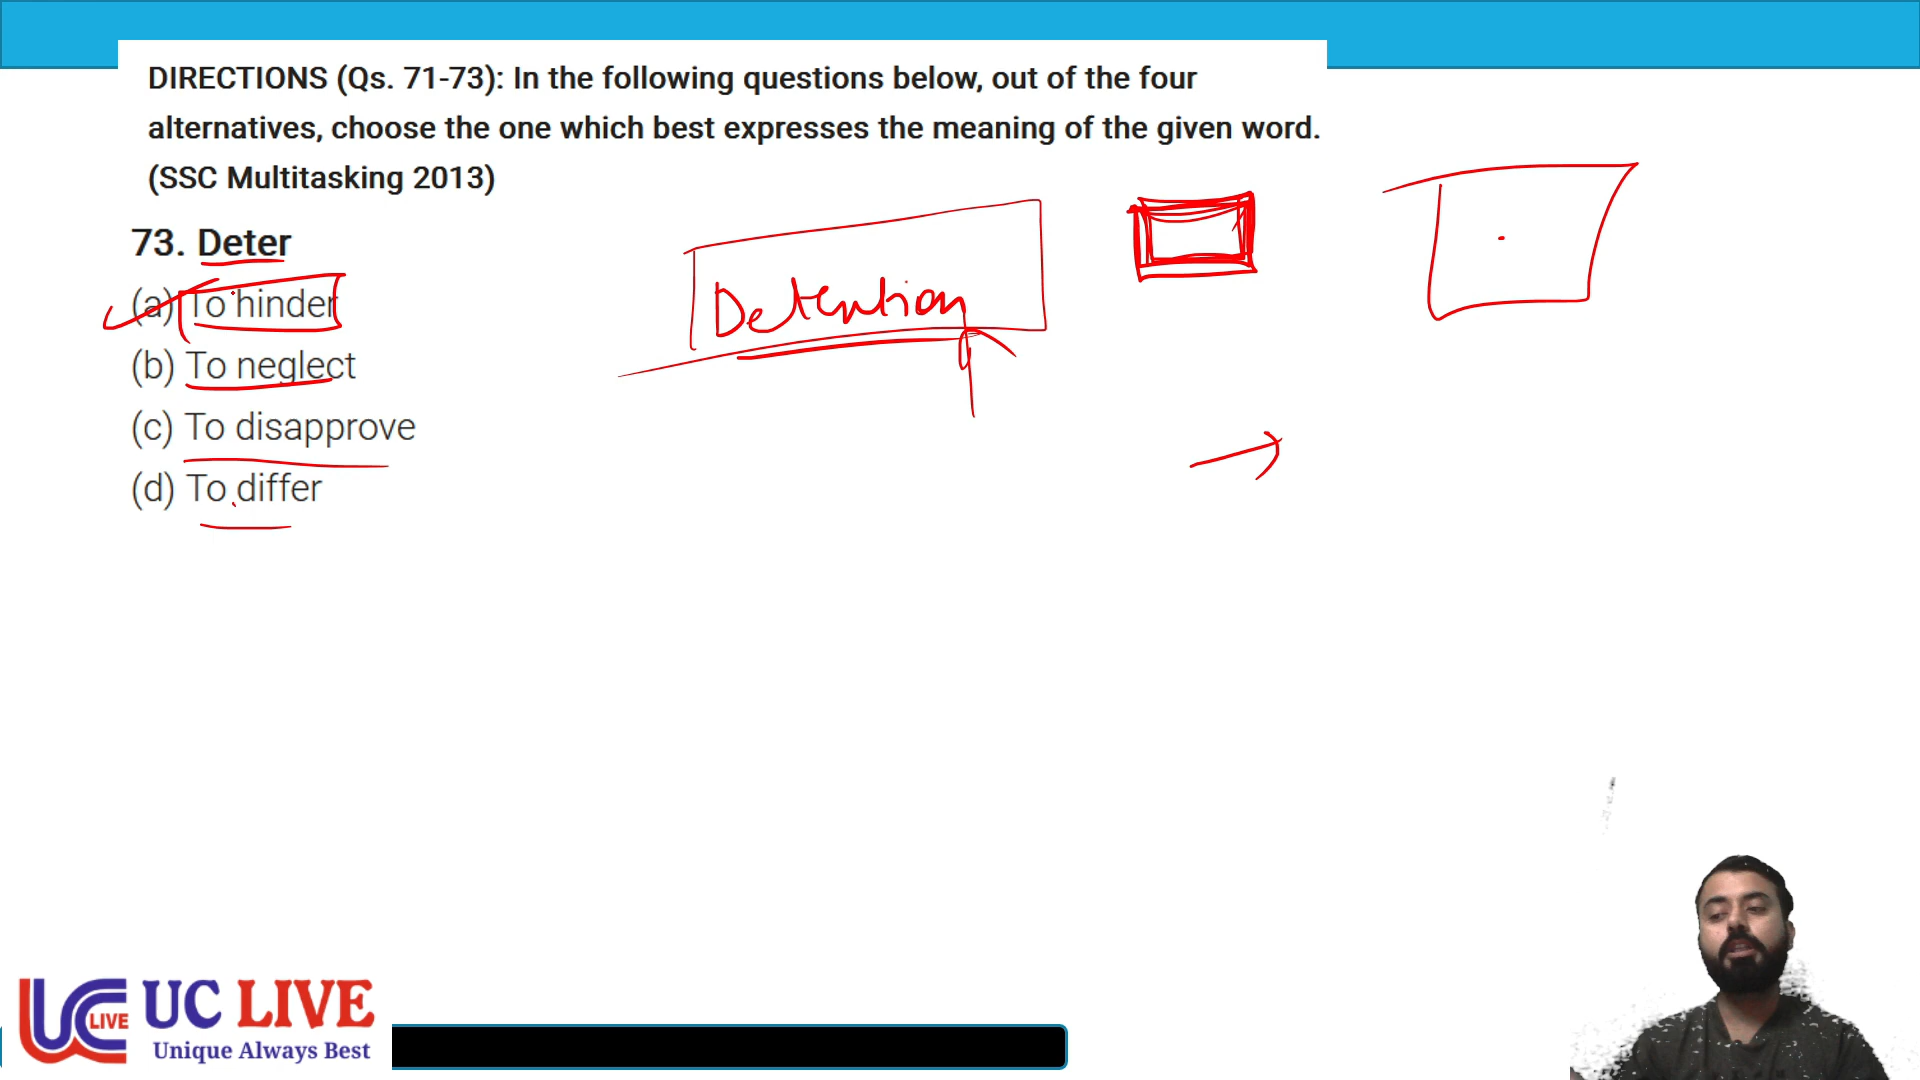 DIRECTIONS (Qs. 71-73): In the following questions below, out of the four
alternatives, choose the one which best expresses the meaning of the given word.
(SSC Multitasking 2013)
73. Deter
(a) To hinder
(b) To neglect
(c) To disapprove
(d) To differ
Detention
LIVE
UC LIVE
Unique Always Best